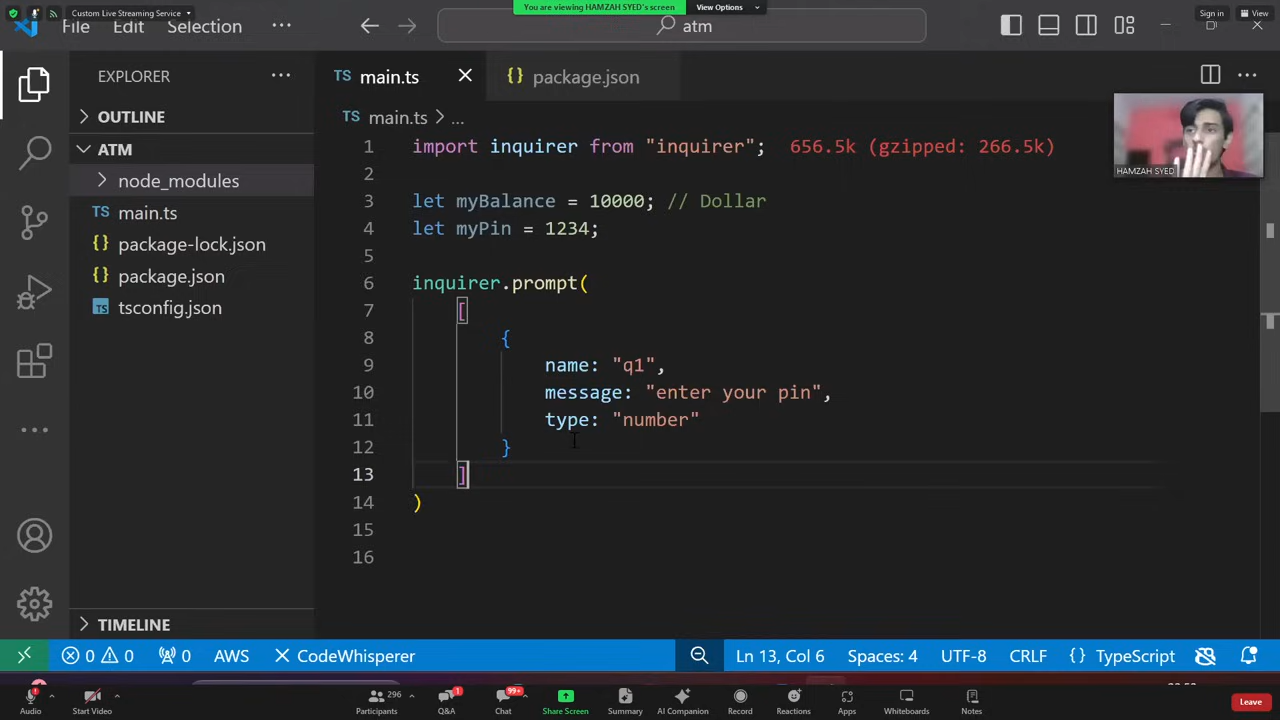 Custom Live Streaming Service
You are viewing HAMZAH SYED's screen
View Options
Sign in
View
File
Edit
Selection
atm
EXPLORER
OUTLINE
ATM
node_modules
main.ts
package-lock.json
package.json
tsconfig.json
TIMELINE
TS main.ts
{} package.json
TS main.ts > ...
HAMZAH SYED
1 import inquirer from "inquirer"; 656.5k (gzipped: 266.5k)
2
3 let myBalance = 10000; // Dollar
4 let myPin = 1234;
5
6 inquirer.prompt(
7 [
8 {
9 name: "q1",
10 message: "enter your pin",
11 type: "number"
12 }
13 ]
14 )
15
16
0 0 0 AWS CodeWhisperer
Ln 13, Col 6 Spaces: 4 UTF-8 CRLF {} TypeScript
Audio
Start Video
296
Participants
1
Q&A
99+
Chat
Share Screen
Summary
AI Companion
Record
Reactions
Apps
Whiteboards
Notes
Leave